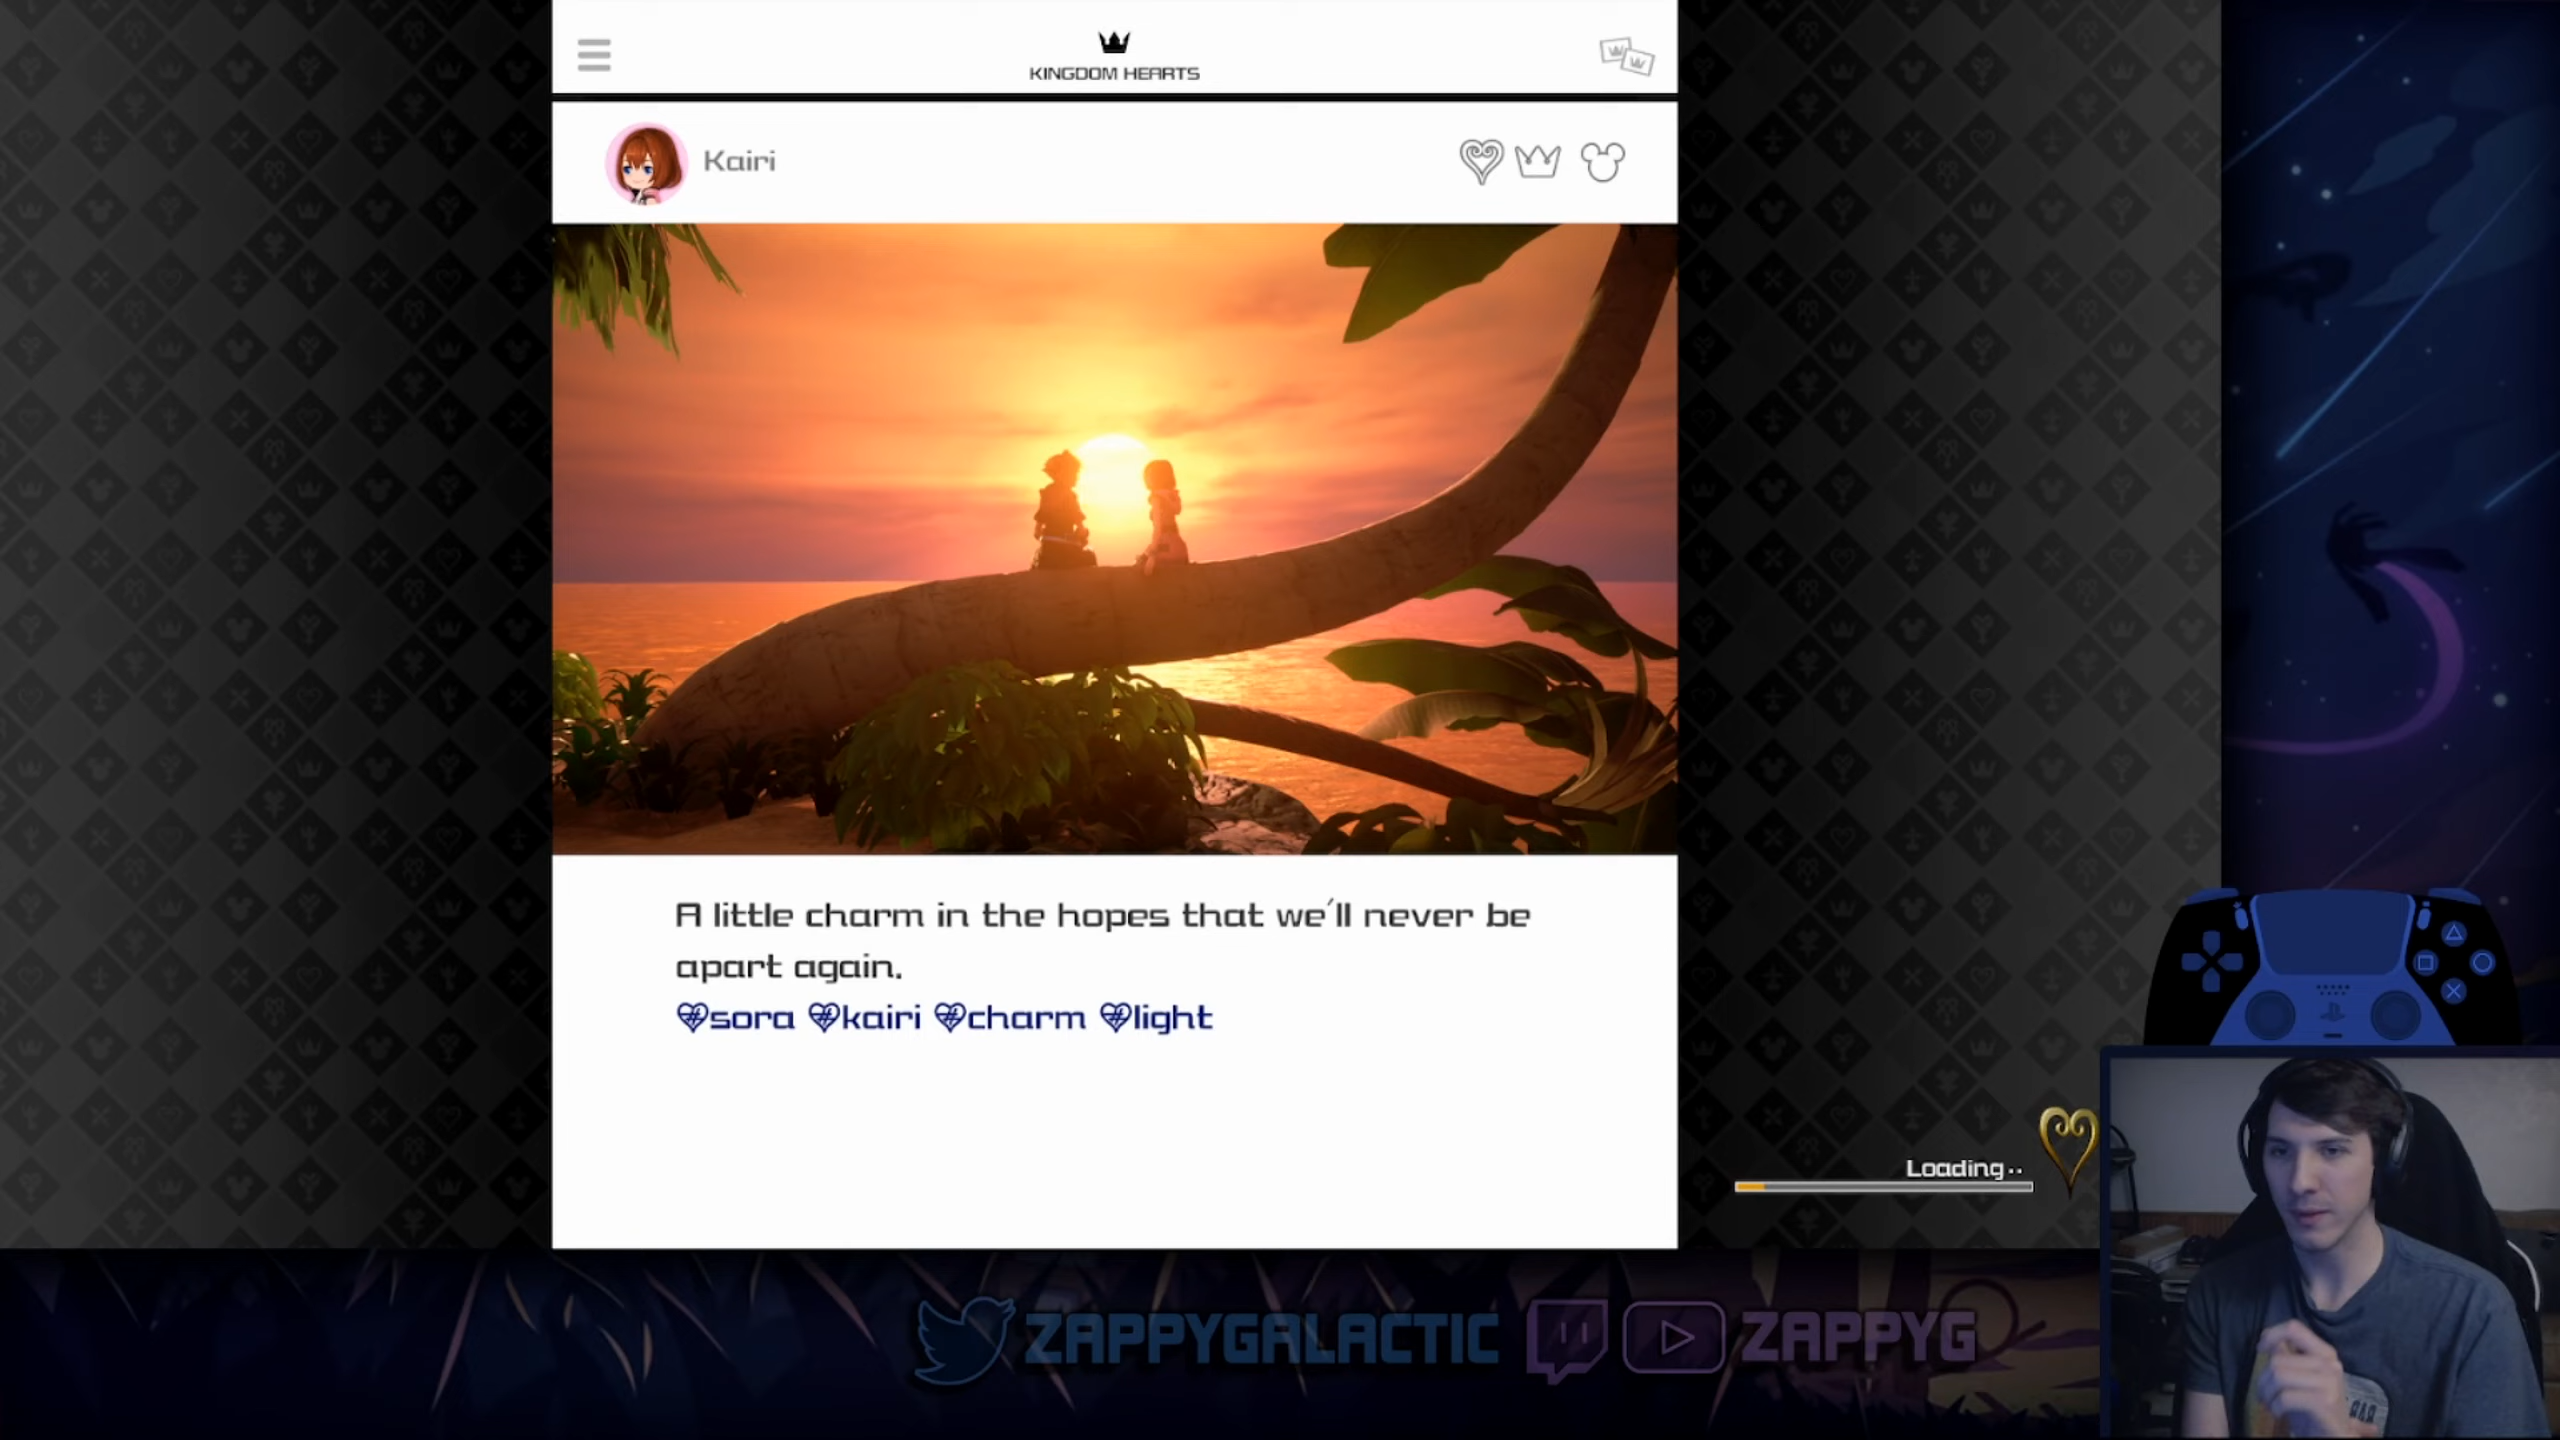 KINGDOM HEARTS
Kairi
A little charm in the hopes that we'll never be
apart again.
#sora #kairi #charm #light
Loading..
ZAPPYGALACTIC
ZAPPYG